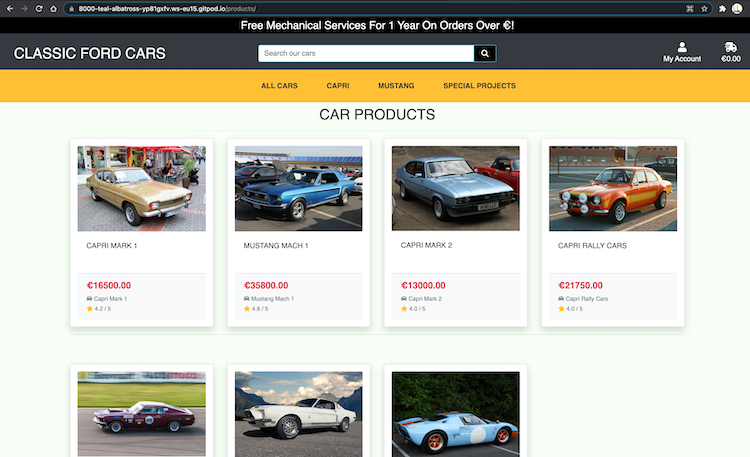 8000-teal-albatross-yp81gxfv.ws-eu15.gitpod.io/products/
Free Mechanical Services For 1 Year On Orders Over €!
CLASSIC FORD CARS
Search our cars
My Account
€0.00
ALL CARS
CAPRI
MUSTANG
SPECIAL PROJECTS
CAR PRODUCTS
CAPRI MARK 1
MUSTANG MACH 1
CAPRI MARK 2
CAPRI RALLY CARS
€16500.00
€35800.00
€13000.00
€21750.00
Capri Mark 1
Mustang Mach 1
Capri Mark 2
Capri Rally Cars
4.2 / 5
4.8 / 5
4.0 / 5
4.0 / 5